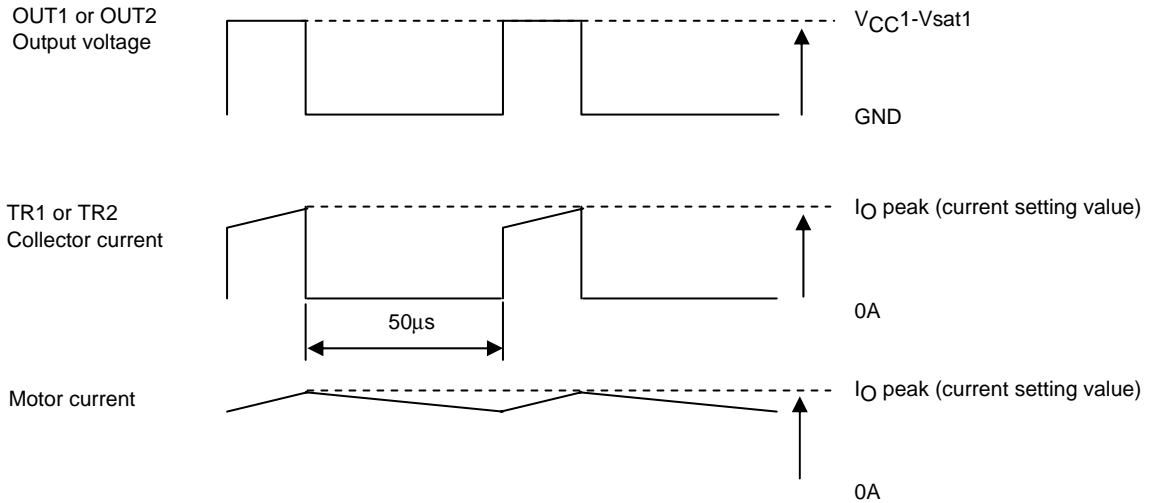 OUT1 or OUT2
Output voltage
VCC1-Vsat1
GND
TR1 or TR2
Collector current
IO peak (current setting value)
0A
50μs
Motor current
IO peak (current setting value)
0A